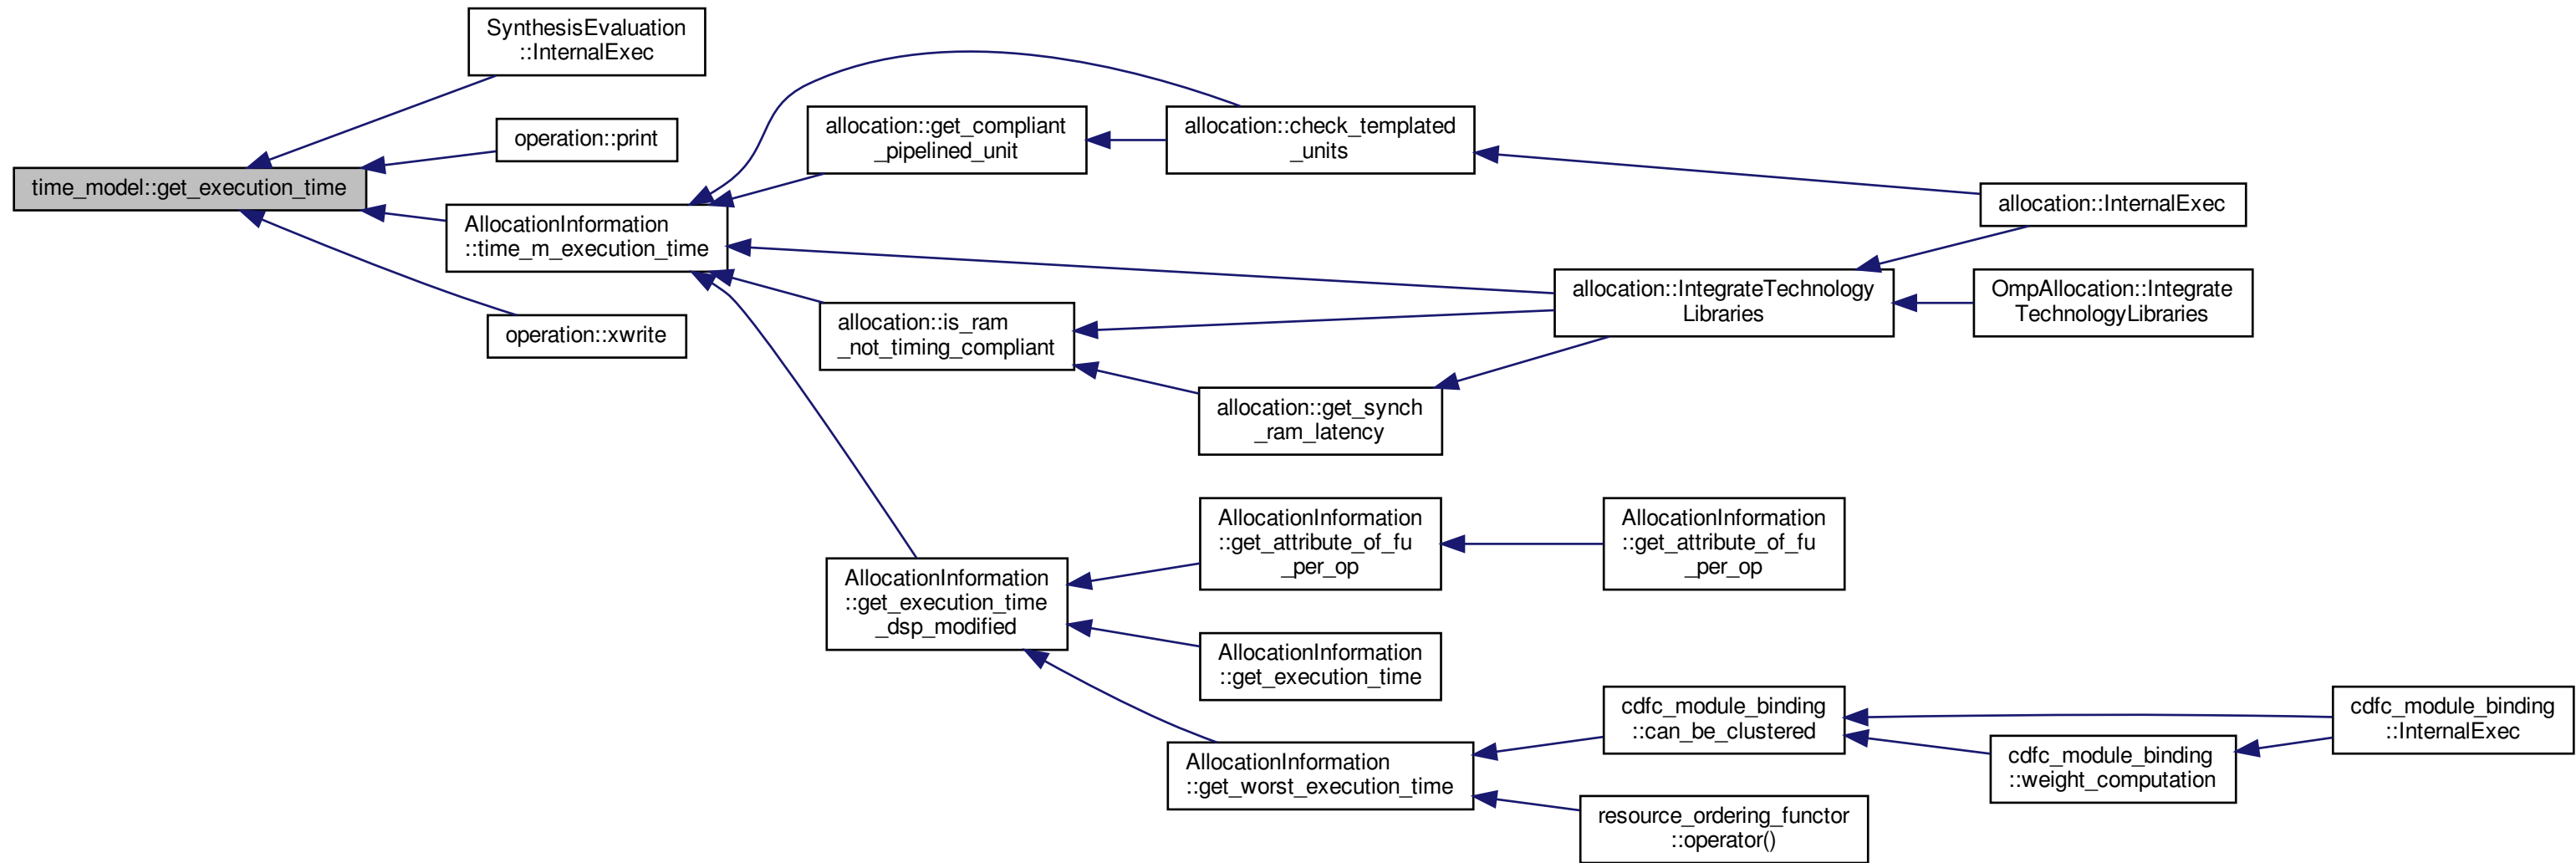 SynthesisEvaluation
::InternalExec
operation::print
time_model::get_execution_time
AllocationInformation
::time_m_execution_time
operation::xwrite
allocation::get_compliant
_pipelined_unit
allocation::check_templated
_units
allocation::InternalExec
allocation::IntegrateTechnology
Libraries
OmpAllocation::Integrate
TechnologyLibraries
allocation::is_ram
_not_timing_compliant
allocation::get_synch
_ram_latency
AllocationInformation
::get_execution_time
_dsp_modified
AllocationInformation
::get_attribute_of_fu
_per_op
AllocationInformation
::get_attribute_of_fu
_per_op
AllocationInformation
::get_execution_time
AllocationInformation
::get_worst_execution_time
cdfc_module_binding
::can_be_clustered
cdfc_module_binding
::weight_computation
cdfc_module_binding
::InternalExec
resource_ordering_functor
::operator()